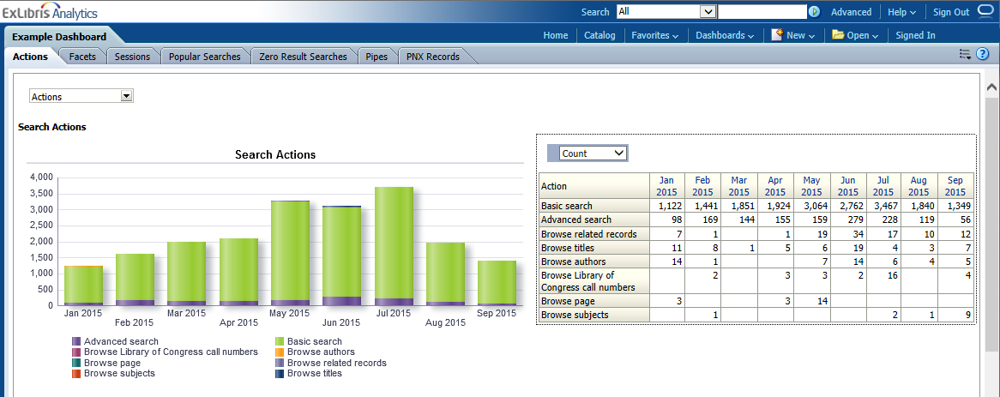 ExLibris Analytics
Search All Advanced Help Sign Out
Example Dashboard
Home Catalog Favorites Dashboards New Open Signed In
Actions Facets Sessions Popular Searches Zero Result Searches Pipes PNX Records
Actions
Search Actions
Search Actions
4,000
3,500
3,000
2,500
2,000
1,500
1,000
500
0
Jan 2015 Feb 2015 Mar 2015 Apr 2015 May 2015 Jun 2015 Jul 2015 Aug 2015 Sep 2015
Advanced search Basic search
Browse Library of Congress call numbers Browse authors
Browse page Browse related records
Browse subjects Browse titles
Count
Action Jan 2015 Feb 2015 Mar 2015 Apr 2015 May 2015 Jun 2015 Jul 2015 Aug 2015 Sep 2015
Basic search 1,122 1,441 1,851 1,924 3,064 2,762 3,467 1,840 1,349
Advanced search 98 169 144 155 159 279 228 119 56
Browse related records 7 1 1 19 34 17 10 12
Browse titles 11 8 1 5 6 19 4 3 7
Browse authors 14 1 7 14 6 4 5
Browse Library of Congress call numbers 2 3 3 2 16 4
Browse page 3 3 14
Browse subjects 1 2 1 9